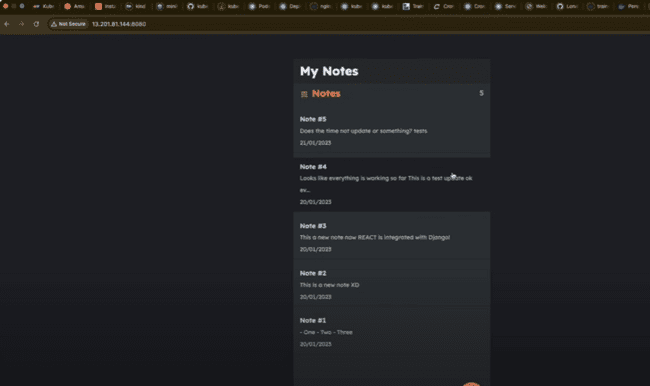 Not Secure
13.201.81.144:8080
My Notes
Notes
5
Note #5
Does the time not update or something? tests
21/01/2023
Note #4
Looks like everything is working so far This is a test update ok
ev...
20/01/2023
Note #3
This a new note now REACT is integrated with Django!
20/01/2023
Note #2
This is a new note XD
20/01/2023
Note #1
- One - Two - Three
20/01/2023